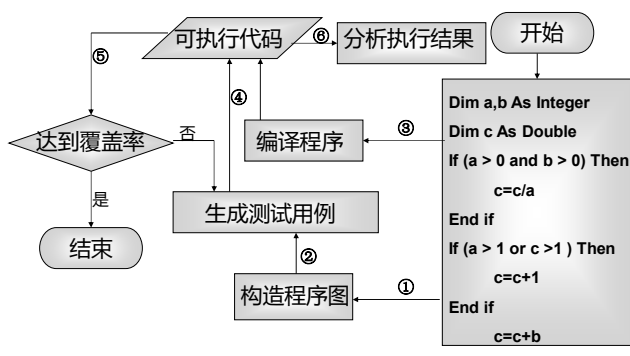 ⑤
可执行代码
⑥
分析执行结果
开始
④
达到覆盖率
否
是
结束
编译程序
③
生成测试用例
②
构造程序图
①
Dim a,b As Integer
Dim c As Double
If (a > 0 and b > 0) Then
c=c/a
End if
If (a > 1 or c >1 ) Then
c=c+1
End if
c=c+b